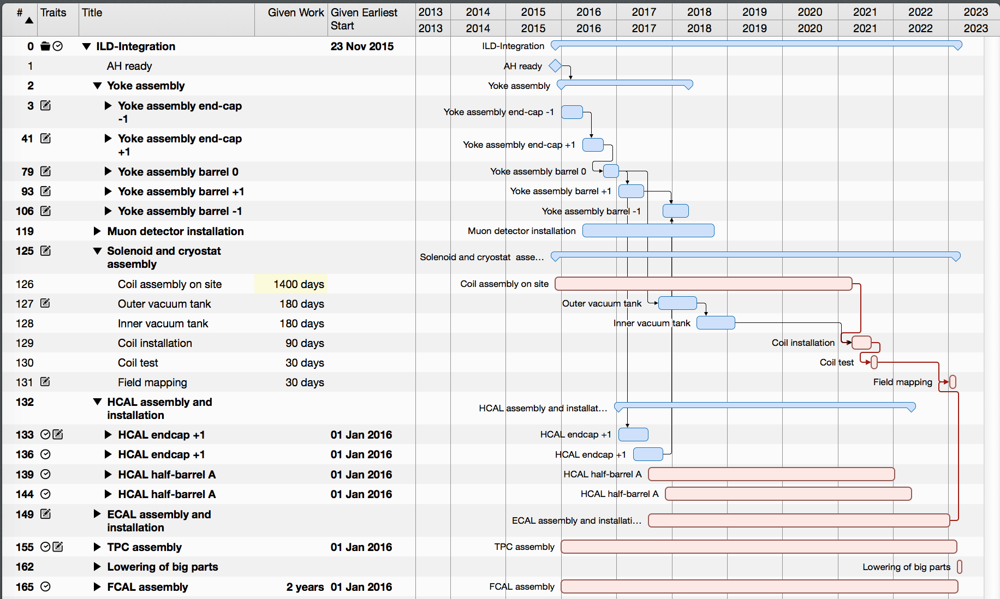 # Traits Title Given Work Given Earliest Start 2013 2014 2015 2016 2017 2018 2019 2020 2021 2022 2023
2013 2014 2015 2016 2017 2018 2019 2020 2021 2022 2023
0 ILD-Integration 23 Nov 2015 ILD-Integration
1 AH ready AH ready
2 Yoke assembly Yoke assembly
3 Yoke assembly end-cap -1 Yoke assembly end-cap -1
41 Yoke assembly end-cap +1 Yoke assembly end-cap +1
79 Yoke assembly barrel 0 Yoke assembly barrel 0
93 Yoke assembly barrel +1 Yoke assembly barrel +1
106 Yoke assembly barrel -1 Yoke assembly barrel -1
119 Muon detector installation Muon detector installation
125 Solenoid and cryostat assembly Solenoid and cryostat asse...
126 Coil assembly on site 1400 days Coil assembly on site
127 Outer vacuum tank 180 days Outer vacuum tank
128 Inner vacuum tank 180 days Inner vacuum tank
129 Coil installation 90 days Coil installation
130 Coil test 30 days Coil test
131 Field mapping 30 days Field mapping
132 HCAL assembly and installation HCAL assembly and installat...
133 HCAL endcap +1 01 Jan 2016 HCAL endcap +1
136 HCAL endcap +1 01 Jan 2016 HCAL endcap +1
139 HCAL half-barrel A 01 Jan 2016 HCAL half-barrel A
144 HCAL half-barrel A 01 Jan 2016 HCAL half-barrel A
149 ECAL assembly and installation ECAL assembly and installati...
155 TPC assembly 01 Jan 2016 TPC assembly
162 Lowering of big parts Lowering of big parts
165 FCAL assembly 2 years 01 Jan 2016 FCAL assembly